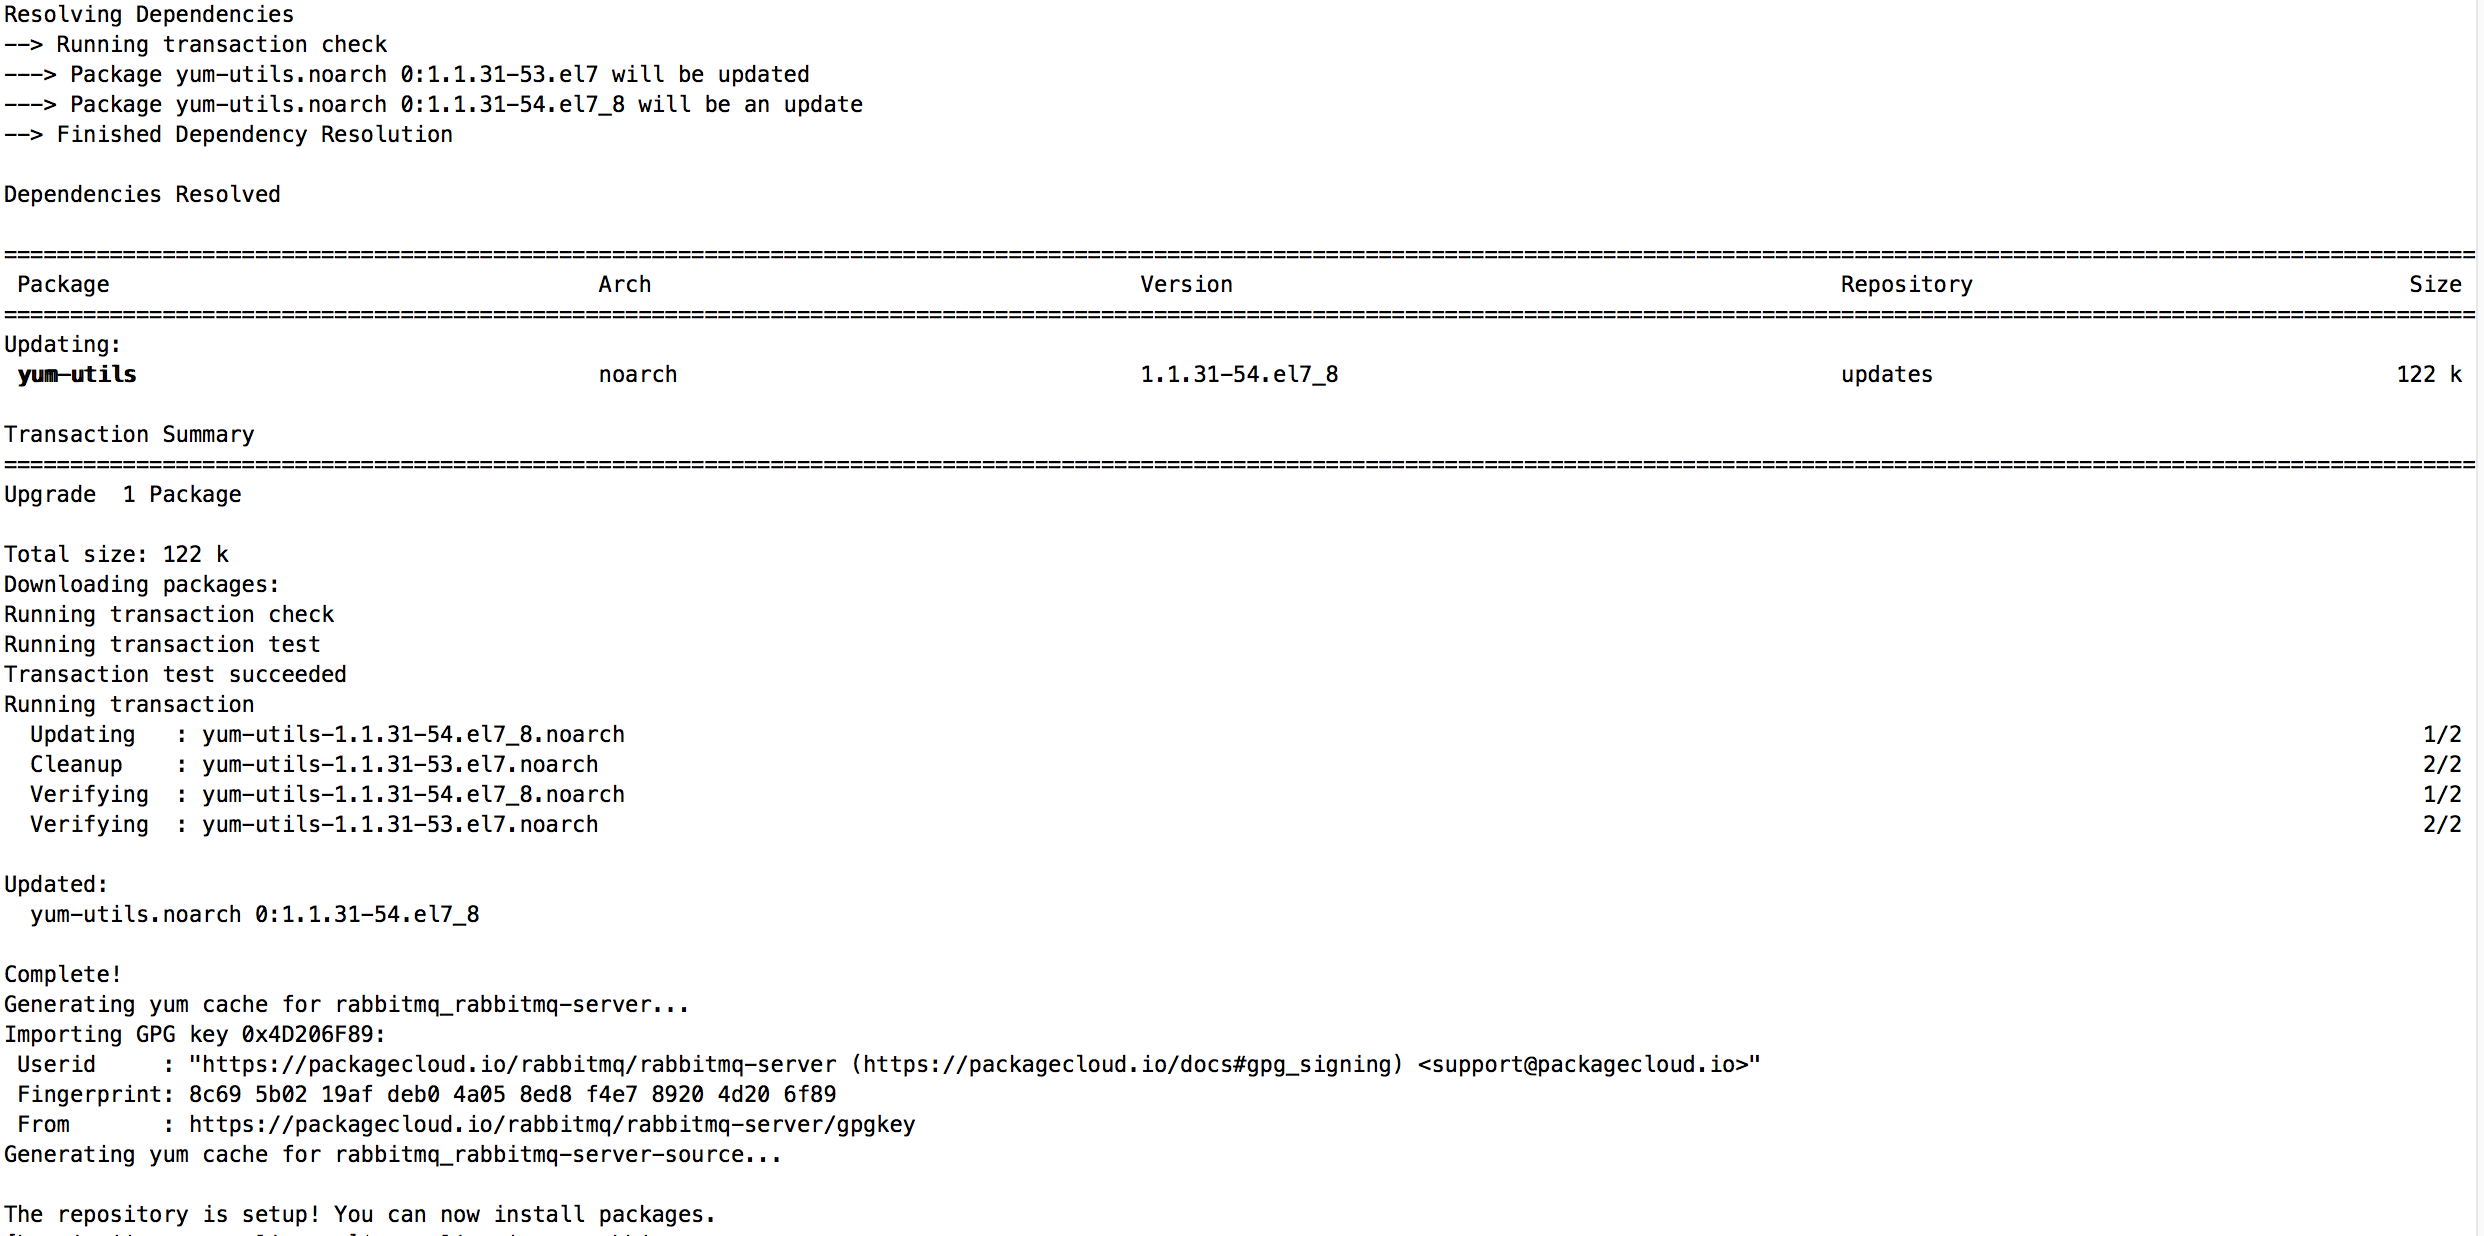 Resolving Dependencies
--> Running transaction check
---> Package yum-utils.noarch 0:1.1.31-53.el7 will be updated
---> Package yum-utils.noarch 0:1.1.31-54.el7_8 will be an update
--> Finished Dependency Resolution
Dependencies Resolved
Package Arch Version Repository Size
Updating:
yum-utils noarch 1.1.31-54.el7_8 updates 122 k
Transaction Summary
Upgrade  1 Package
Total size: 122 k
Downloading packages:
Running transaction check
Running transaction test
Transaction test succeeded
Running transaction
Updating   : yum-utils-1.1.31-54.el7_8.noarch 1/2
Cleanup    : yum-utils-1.1.31-53.el7.noarch 2/2
Verifying  : yum-utils-1.1.31-54.el7_8.noarch 1/2
Verifying  : yum-utils-1.1.31-53.el7.noarch 2/2
Updated:
yum-utils.noarch 0:1.1.31-54.el7_8
Complete!
Generating yum cache for rabbitmq_rabbitmq-server...
Importing GPG key 0x4D206F89:
Userid     : "https://packagecloud.io/rabbitmq/rabbitmq-server (https://packagecloud.io/docs#gpg_signing) <support@packagecloud.io>"
Fingerprint: 8c69 5b02 19af deb0 4a05 8ed8 f4e7 8920 4d20 6f89
From       : https://packagecloud.io/rabbitmq/rabbitmq-server/gpgkey
Generating yum cache for rabbitmq_rabbitmq-server-source...
The repository is setup! You can now install packages.